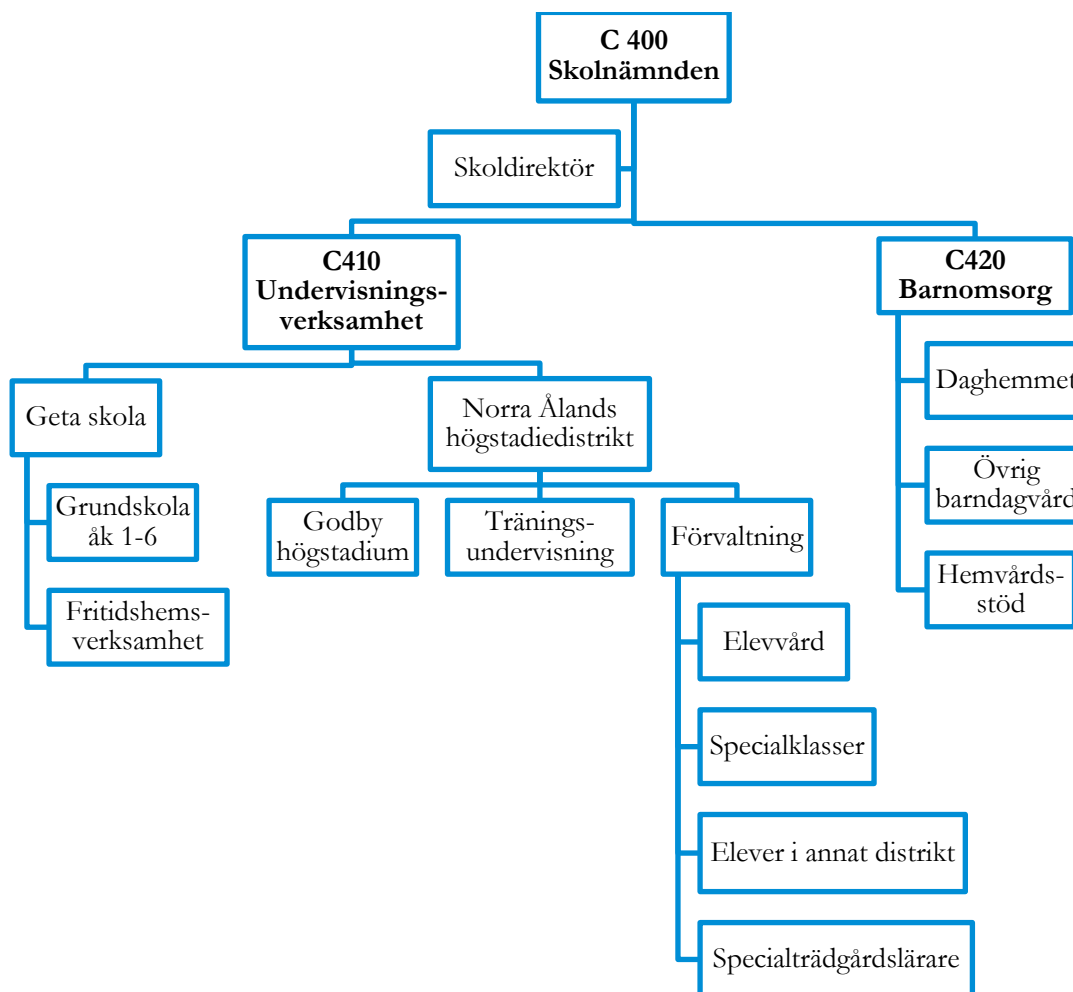 C 400
Skolnämnden
Skoldirektör
C410
Undervisnings-
verksamhet
C420
Barnomsorg
Geta skola
Grundskola
åk 1-6
Fritidshems-
verksamhet
Norra Ålands
högstadiedistrikt
Godby
högstadium
Tränings-
undervisning
Förvaltning
Elevvård
Specialklasser
Elever i annat distrikt
Specialträdgårdslärare
Daghemmet
Övrig
barndagvård
Hemvårds-
stöd